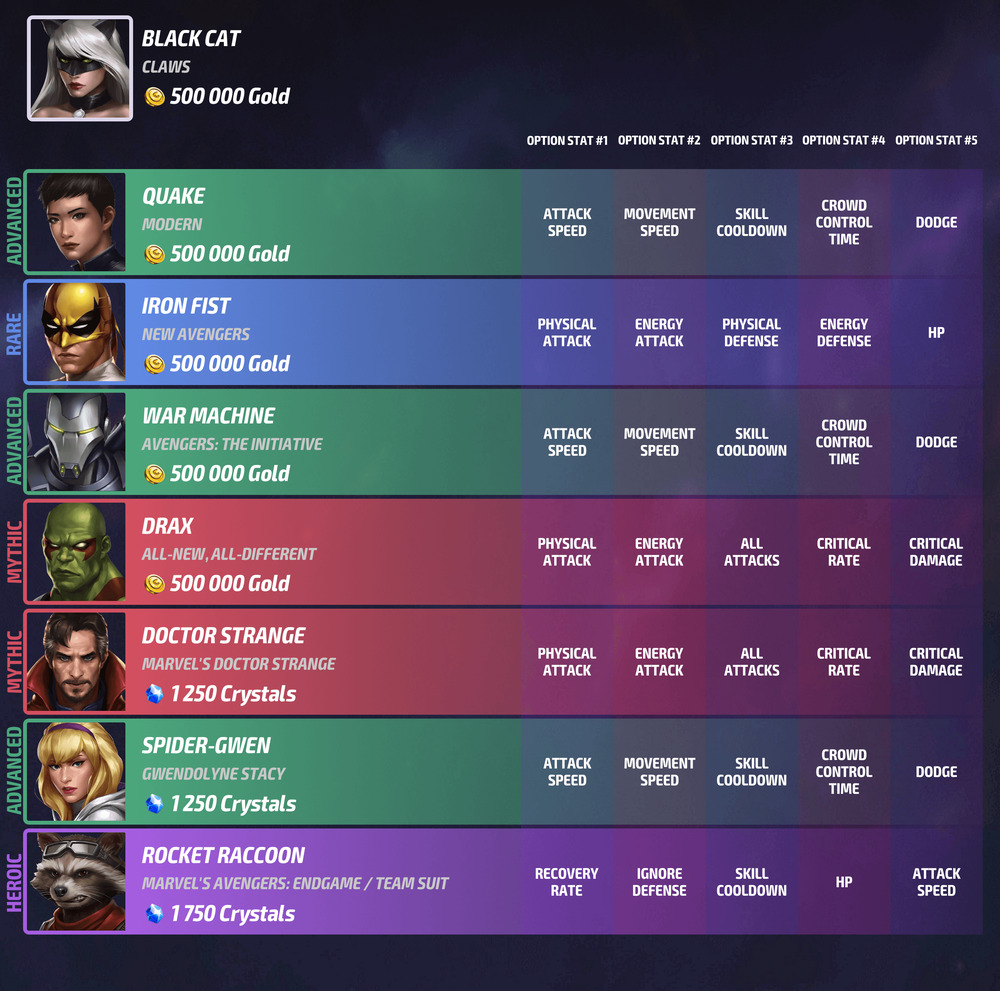 BLACK CAT
CLAWS
500 000 Gold
OPTION STAT #1 OPTION STAT #2 OPTION STAT #3 OPTION STAT #4 OPTION STAT #5
ADVANCED
QUAKE
MODERN
500 000 Gold
ATTACK SPEED
MOVEMENT SPEED
SKILL COOLDOWN
CROWD CONTROL TIME
DODGE
RARE
IRON FIST
NEW AVENGERS
500 000 Gold
PHYSICAL ATTACK
ENERGY ATTACK
PHYSICAL DEFENSE
ENERGY DEFENSE
HP
ADVANCED
WAR MACHINE
AVENGERS: THE INITIATIVE
500 000 Gold
ATTACK SPEED
MOVEMENT SPEED
SKILL COOLDOWN
CROWD CONTROL TIME
DODGE
MYTHIC
DRAX
ALL-NEW, ALL-DIFFERENT
500 000 Gold
PHYSICAL ATTACK
ENERGY ATTACK
ALL ATTACKS
CRITICAL RATE
CRITICAL DAMAGE
MYTHIC
DOCTOR STRANGE
MARVEL'S DOCTOR STRANGE
1 250 Crystals
PHYSICAL ATTACK
ENERGY ATTACK
ALL ATTACKS
CRITICAL RATE
CRITICAL DAMAGE
ADVANCED
SPIDER-GWEN
GWENDOLYNE STACY
1 250 Crystals
ATTACK SPEED
MOVEMENT SPEED
SKILL COOLDOWN
CROWD CONTROL TIME
DODGE
HEROIC
ROCKET RACCOON
MARVEL'S AVENGERS: ENDGAME / TEAM SUIT
1 750 Crystals
RECOVERY RATE
IGNORE DEFENSE
SKILL COOLDOWN
HP
ATTACK SPEED